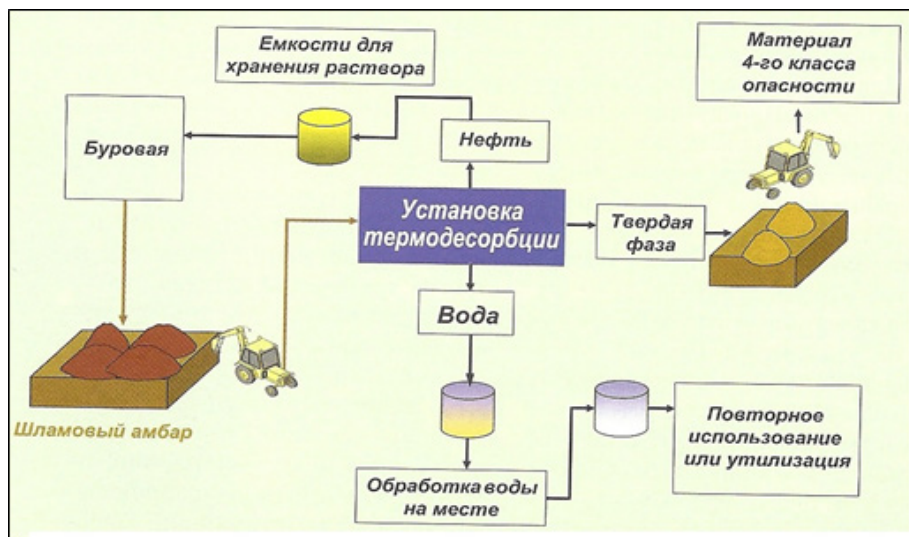 Емкости для
хранения раствора
Материал
4-го класса
опасности
Буровая
Нефть
Установка
термодесорбции
Твердая
фаза
Вода
Шламовый амбар
Обработка воды
на месте
Повторное
использование
или утилизация